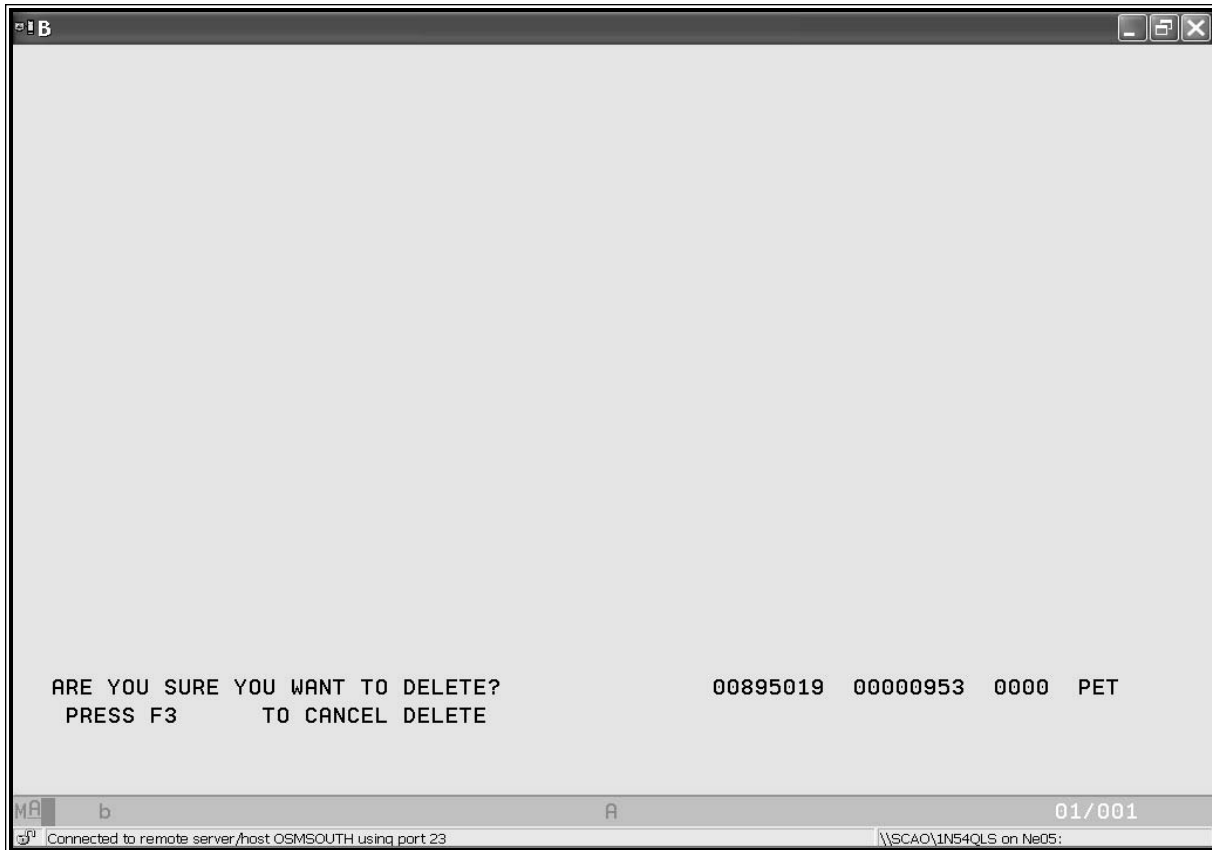 B
ARE YOU SURE YOU WANT TO DELETE? 00895019 00000953 0000 PET
PRESS F3 TO CANCEL DELETE
MA b A 01/001
Connected to remote server/host OSMSOUTH using port 23 \\SCAO\1N54QLS on Ne05: